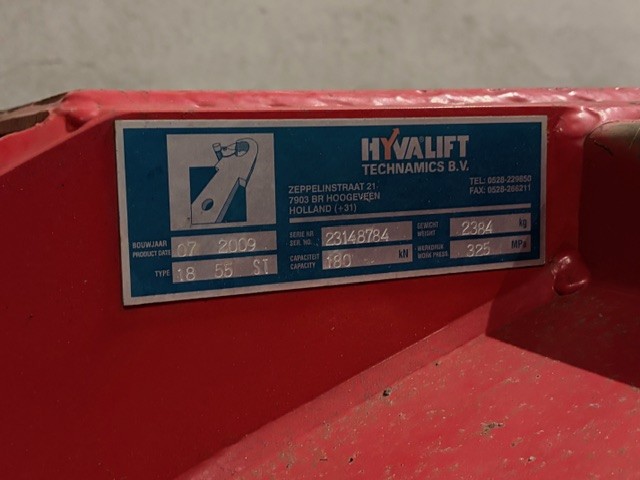 HYVALIFT
TECHNAMICS B.V.
ZEPPELINSTRAAT 21
7903 BR HOOGEVEEN
HOLLAND (+31)
TEL: 0528-229850
FAX: 0528-268211
BOUWJAAR
PRODUCT DATE
07 2009
SERIE NR
SER. NO.
23148784
GEWICHT
WEIGHT
2384 kg
TYPE
18 55 ST
CAPACITEIT
CAPACITY
180 kN
WERKDRUK
WORK PRESS
325 MPa